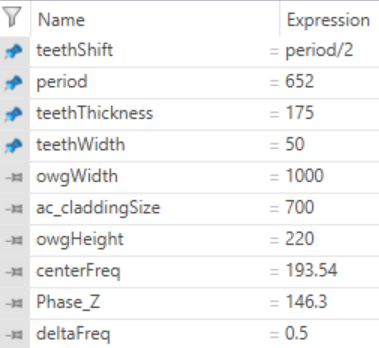 Name Expression
teethShift = period/2
period = 652
teethThickness = 175
teethWidth = 50
owgWidth = 1000
ac_claddingSize = 700
owgHeight = 220
centerFreq = 193.54
Phase_Z = 146.3
deltaFreq = 0.5